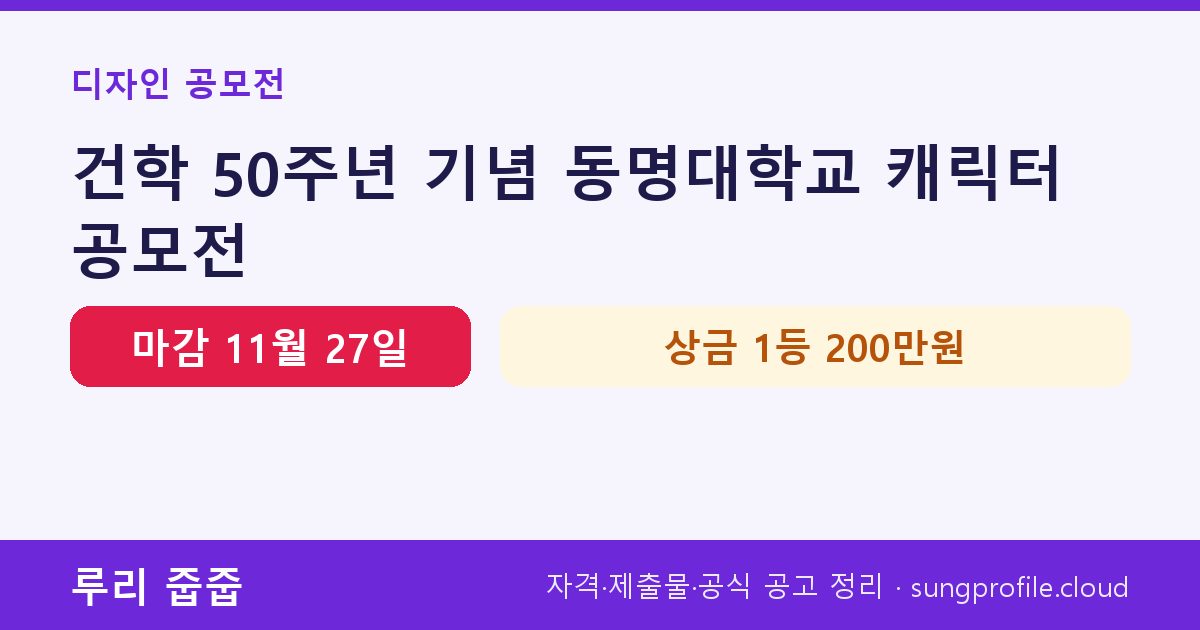 디자인 공모전
건학 50주년 기념 동명대학교 캐릭터
공모전
마감 11월 27일
상금 1등 200만원
루리 줍줍
자격·제출물·공식 공고 정리 · sungprofile.cloud